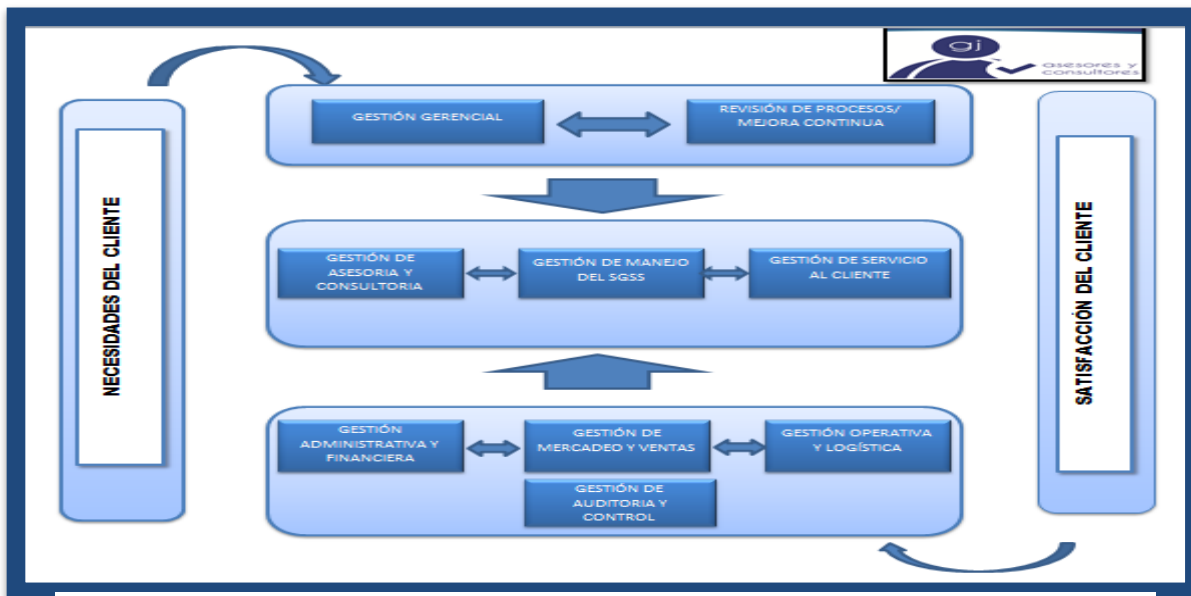 gj
asesores y
consultores
GESTIÓN GERENCIAL
REVISIÓN DE PROCESOS/
MEJORA CONTINUA
NECESIDADES DEL CLIENTE
GESTIÓN DE
ASESORIA Y
CONSULTORIA
GESTIÓN DE MANEJO
DEL SGSS
GESTIÓN DE SERVICIO
AL CLIENTE
SATISFACCIÓN DEL CLIENTE
GESTIÓN
ADMINISTRATIVA Y
FINANCIERA
GESTIÓN DE
MERCADEO Y VENTAS
GESTIÓN OPERATIVA
Y LOGÍSTICA
GESTIÓN DE
AUDITORIA Y
CONTROL